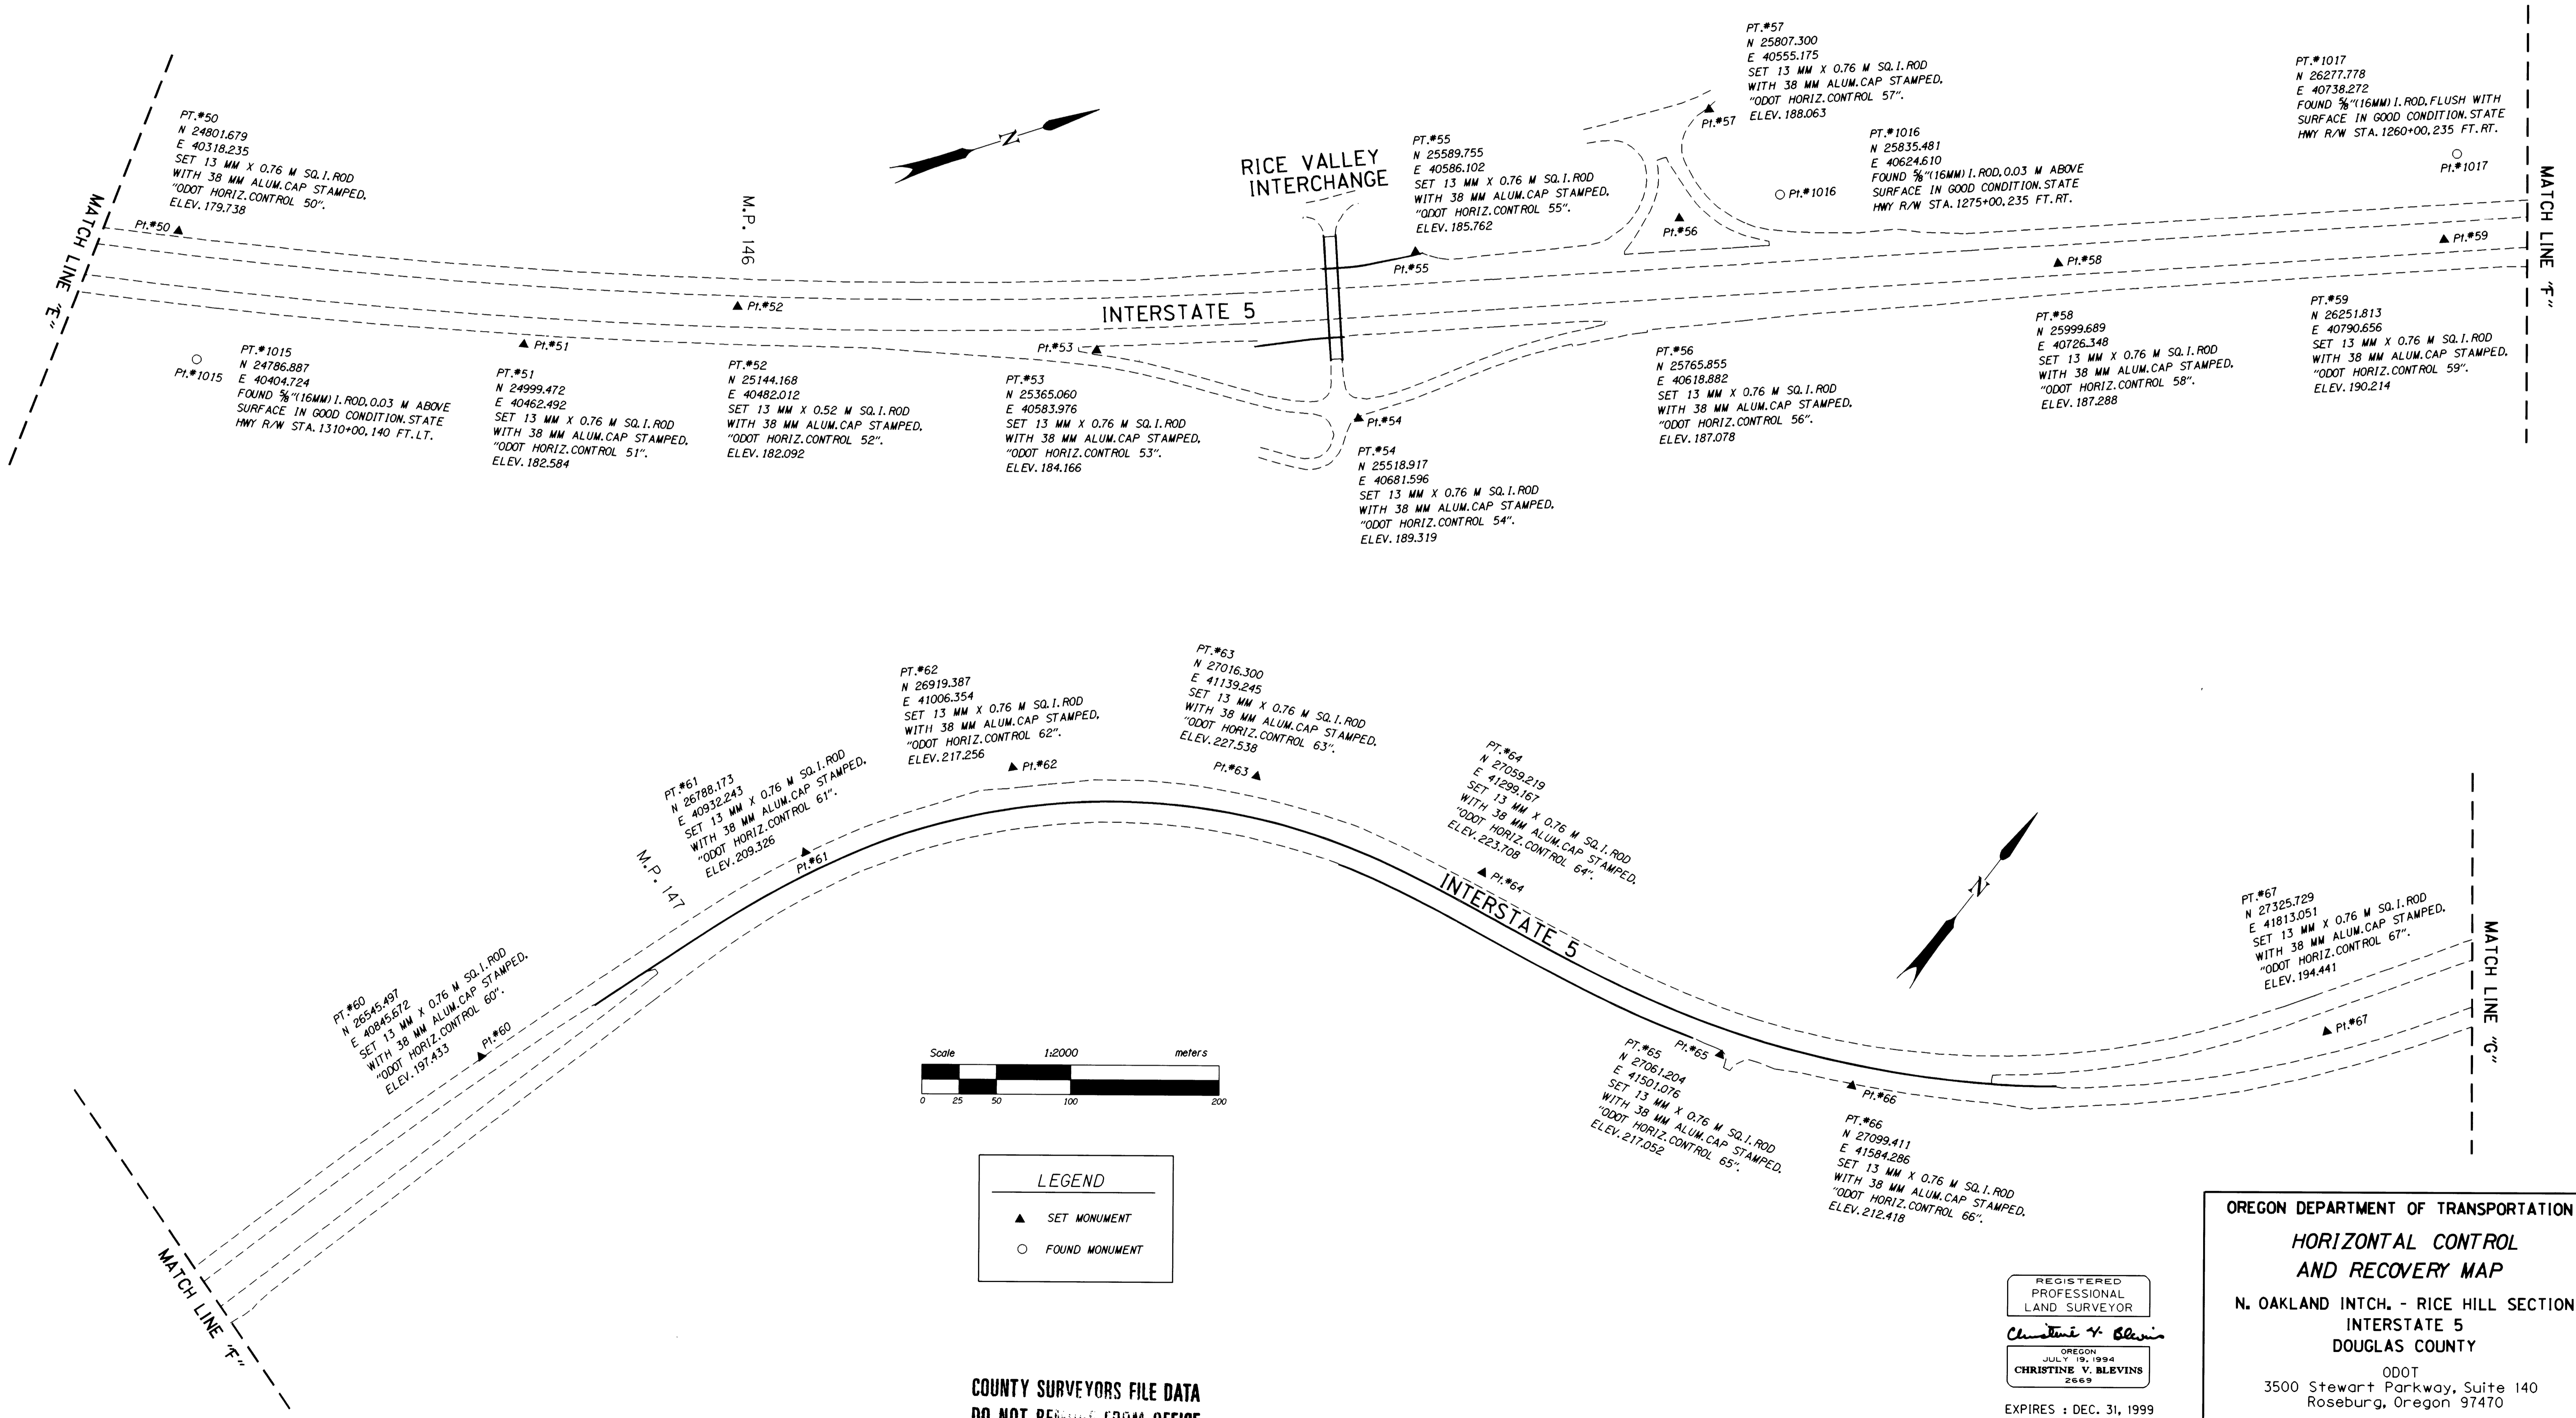 PT.#50
N 24801.679
E 40318.235
SET 13 MM X 0.76 M SQ.I.ROD
WITH 38 MM ALUM.CAP STAMPED,
"ODOT HORIZ.CONTROL 50".
ELEV.179.738
Pt.#50
MATCH LINE "E"
M.P. 146
N
RICE VALLEY
INTERCHANGE
PT.#55
N 25589.755
E 40586.102
SET 13 MM X 0.76 M SQ.I.ROD
WITH 38 MM ALUM.CAP STAMPED,
"ODOT HORIZ.CONTROL 55".
ELEV.185.762
Pt.#55
PT.#57
N 25807.300
E 40555.175
SET 13 MM X 0.76 M SQ.I.ROD
WITH 38 MM ALUM.CAP STAMPED,
"ODOT HORIZ.CONTROL 57".
ELEV.188.063
Pt.#57
PT.#1016
N 25835.481
E 40624.610
FOUND 5/8"(16MM) I.ROD,0.03 M ABOVE
SURFACE IN GOOD CONDITION.STATE
HWY R/W STA.1275+00,235 FT.RT.
Pt.#1016
Pt.#56
PT.#1017
N 26277.778
E 40738.272
FOUND 5/8"(16MM) I.ROD,FLUSH WITH
SURFACE IN GOOD CONDITION.STATE
HWY R/W STA.1260+00,235 FT.RT.
Pt.#1017
MATCH LINE "F"
Pt.#59
Pt.#58
Pt.#52
INTERSTATE 5
Pt.#51
Pt.#53
Pt.#54
Pt.#1015
PT.#1015
N 24786.887
E 40404.724
FOUND 5/8"(16MM) I.ROD,0.03 M ABOVE
SURFACE IN GOOD CONDITION.STATE
HWY R/W STA.1310+00,140 FT.LT.
PT.#51
N 24999.472
E 40462.492
SET 13 MM X 0.76 M SQ.I.ROD
WITH 38 MM ALUM.CAP STAMPED,
"ODOT HORIZ.CONTROL 51".
ELEV.182.584
PT.#52
N 25144.168
E 40482.012
SET 13 MM X 0.52 M SQ.I.ROD
WITH 38 MM ALUM.CAP STAMPED,
"ODOT HORIZ.CONTROL 52".
ELEV.182.092
PT.#53
N 25365.060
E 40583.976
SET 13 MM X 0.76 M SQ.I.ROD
WITH 38 MM ALUM.CAP STAMPED,
"ODOT HORIZ.CONTROL 53".
ELEV.184.166
PT.#54
N 25518.917
E 40681.596
SET 13 MM X 0.76 M SQ.I.ROD
WITH 38 MM ALUM.CAP STAMPED,
"ODOT HORIZ.CONTROL 54".
ELEV.189.319
PT.#56
N 25765.855
E 40618.882
SET 13 MM X 0.76 M SQ.I.ROD
WITH 38 MM ALUM.CAP STAMPED,
"ODOT HORIZ.CONTROL 56".
ELEV.187.078
PT.#58
N 25999.689
E 40726.348
SET 13 MM X 0.76 M SQ.I.ROD
WITH 38 MM ALUM.CAP STAMPED,
"ODOT HORIZ.CONTROL 58".
ELEV.187.288
PT.#59
N 26251.813
E 40790.656
SET 13 MM X 0.76 M SQ.I.ROD
WITH 38 MM ALUM.CAP STAMPED,
"ODOT HORIZ.CONTROL 59".
ELEV.190.214
PT.#60
N 26545.497
E 40845.672
SET 13 MM X 0.76 M SQ.I.ROD
WITH 38 MM ALUM.CAP STAMPED,
"ODOT HORIZ.CONTROL 60".
ELEV.197.433
Pt.#60
M.P. 147
PT.#61
N 26788.173
E 40932.243
SET 13 MM X 0.76 M SQ.I.ROD
WITH 38 MM ALUM.CAP STAMPED,
"ODOT HORIZ.CONTROL 61".
ELEV.209.326
Pt.#61
PT.#62
N 26919.387
E 41006.354
SET 13 MM X 0.76 M SQ.I.ROD
WITH 38 MM ALUM.CAP STAMPED,
"ODOT HORIZ.CONTROL 62".
ELEV.217.256
Pt.#62
PT.#63
N 27016.300
E 41139.245
SET 13 MM X 0.76 M SQ.I.ROD
WITH 38 MM ALUM.CAP STAMPED,
"ODOT HORIZ.CONTROL 63".
ELEV.227.538
Pt.#63
PT.#64
N 27059.219
E 41299.167
SET 13 MM X 0.76 M SQ.I.ROD
WITH 38 MM ALUM.CAP STAMPED,
"ODOT HORIZ.CONTROL 64".
ELEV.223.708
Pt.#64
INTERSTATE 5
N
PT.#67
N 27325.729
E 41813.051
SET 13 MM X 0.76 M SQ.I.ROD
WITH 38 MM ALUM.CAP STAMPED,
"ODOT HORIZ.CONTROL 67".
ELEV.194.441
Pt.#67
MATCH LINE "G"
Pt.#65
PT.#65
N 27061.204
E 41501.076
SET 13 MM X 0.76 M SQ.I.ROD
WITH 38 MM ALUM.CAP STAMPED,
"ODOT HORIZ.CONTROL 65".
ELEV.217.052
Pt.#66
PT.#66
N 27099.411
E 41584.286
SET 13 MM X 0.76 M SQ.I.ROD
WITH 38 MM ALUM.CAP STAMPED,
"ODOT HORIZ.CONTROL 66".
ELEV.212.418
Scale 1:2000 meters
0 25 50 100 200
LEGEND
SET MONUMENT
FOUND MONUMENT
MATCH LINE "F"
COUNTY SURVEYORS FILE DATA
DO NOT REMOVE FROM OFFICE
REGISTERED
PROFESSIONAL
LAND SURVEYOR
Christine V. Blevins
OREGON
JULY 19, 1994
CHRISTINE V. BLEVINS
2669
EXPIRES : DEC. 31, 1999
OREGON DEPARTMENT OF TRANSPORTATION
HORIZONTAL CONTROL
AND RECOVERY MAP
N. OAKLAND INTCH. - RICE HILL SECTION
INTERSTATE 5
DOUGLAS COUNTY
ODOT
3500 Stewart Parkway, Suite 140
Roseburg, Oregon 97470